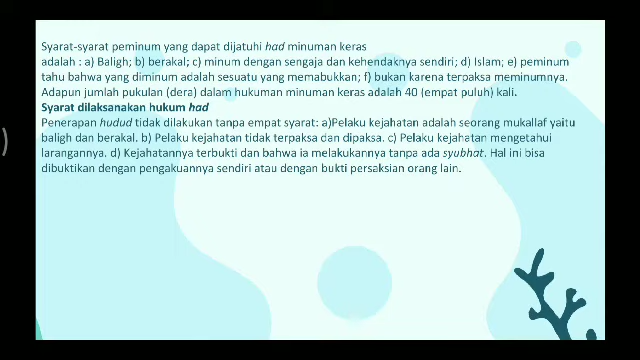 Syarat-syarat peminum yang dapat dijatuhi had minuman keras
adalah : a) Baligh; b) berakal; c) minum dengan sengaja dan kehendaknya sendiri; d) Islam; e) peminum
tahu bahwa yang diminum adalah sesuatu yang memabukkan; f) bukan karena terpaksa meminumnya.
Adapun jumlah pukulan (dera) dalam hukuman minuman keras adalah 40 (empat puluh) kali.
Syarat dilaksanakan hukum had
Penerapan hudud tidak dilakukan tanpa empat syarat: a)Pelaku kejahatan adalah seorang mukallaf yaitu
baligh dan berakal. b) Pelaku kejahatan tidak terpaksa dan dipaksa. c) Pelaku kejahatan mengetahui
larangannya. d) Kejahatannya terbukti dan bahwa ia melakukannya tanpa ada syubhat. Hal ini bisa
dibuktikan dengan pengakuannya sendiri atau dengan bukti persaksian orang lain.